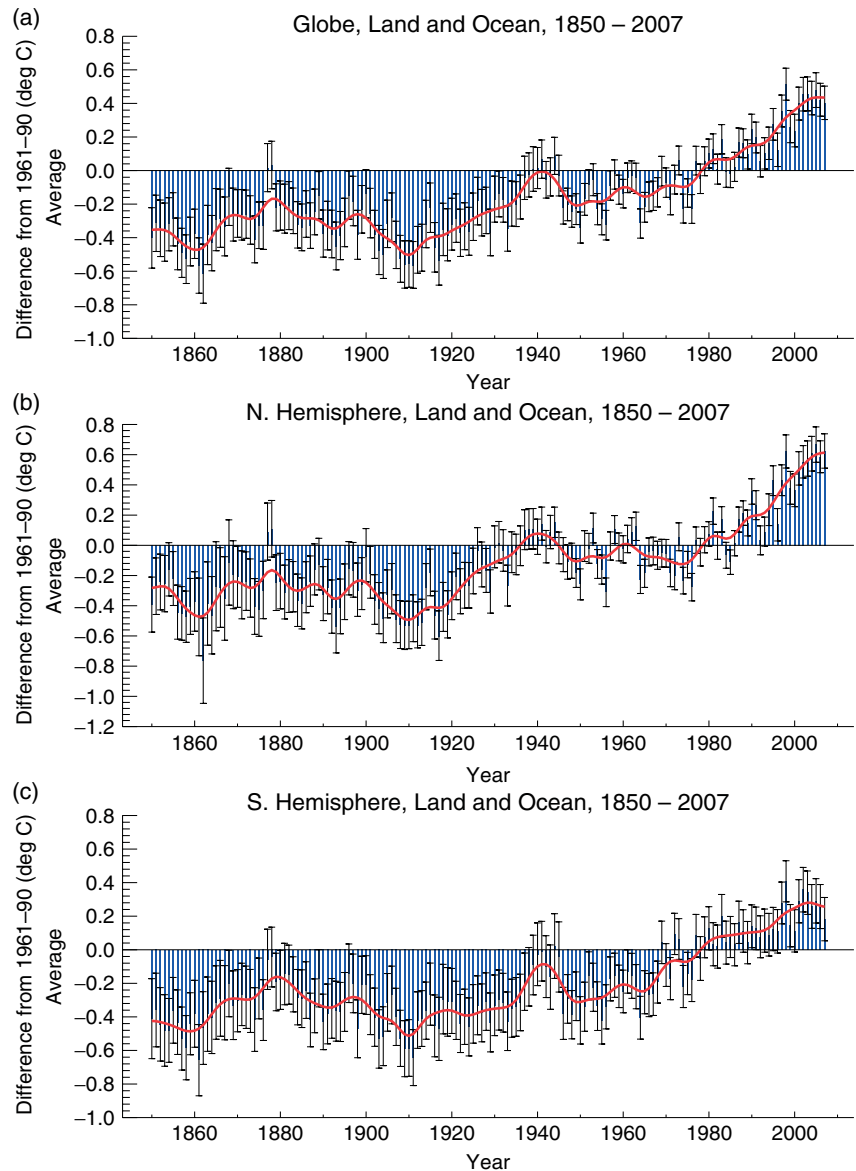 (a)
Globe, Land and Ocean, 1850 – 2007
Difference from 1961–90 (deg C)
Average
0.8
0.6
0.4
0.2
0.0
−0.2
−0.4
−0.6
−0.8
−1.0
1860 1880 1900 1920 1940 1960 1980 2000
Year
(b)
N. Hemisphere, Land and Ocean, 1850 – 2007
Difference from 1961–90 (deg C)
Average
0.8
0.6
0.4
0.2
0.0
−0.2
−0.4
−0.6
−0.8
−1.0
−1.2
1860 1880 1900 1920 1940 1960 1980 2000
Year
(c)
S. Hemisphere, Land and Ocean, 1850 – 2007
Difference from 1961–90 (deg C)
Average
0.8
0.6
0.4
0.2
0.0
−0.2
−0.4
−0.6
−0.8
−1.0
1860 1880 1900 1920 1940 1960 1980 2000
Year